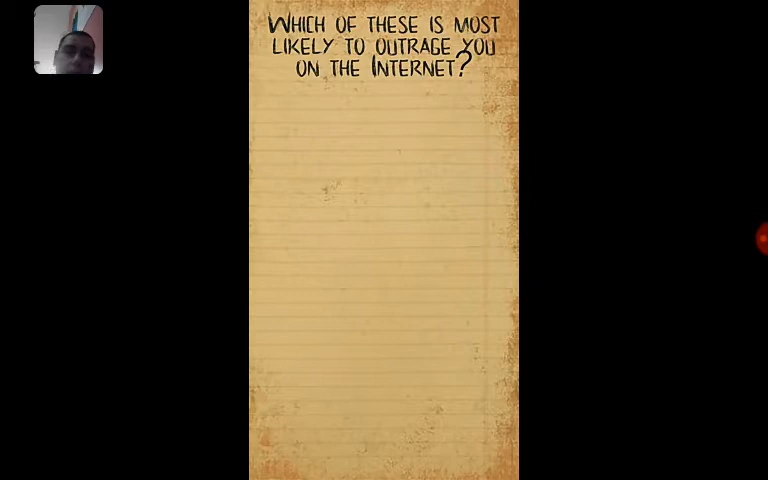 Which of these is most
likely to outrage you
on the Internet?